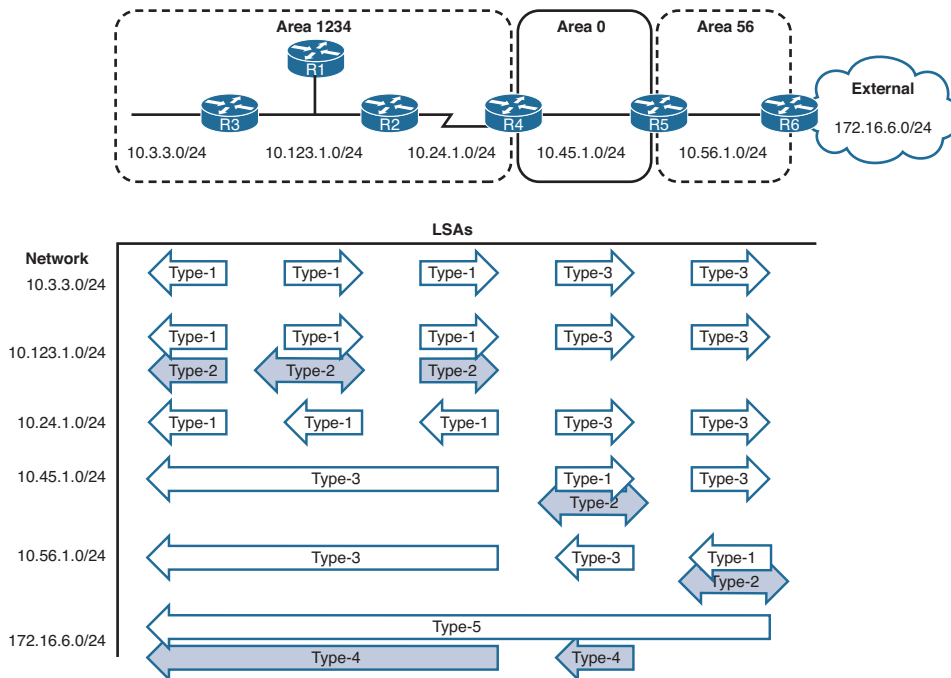 Area 1234
Area 0
Area 56
R1
External
R3
R2
R4
R5
R6
172.16.6.0/24
10.3.3.0/24
10.123.1.0/24
10.24.1.0/24
10.45.1.0/24
10.56.1.0/24
LSAs
Network
10.3.3.0/24
Type-1
Type-1
Type-1
Type-3
Type-3
10.123.1.0/24
Type-1
Type-1
Type-1
Type-3
Type-3
Type-2
Type-2
Type-2
10.24.1.0/24
Type-1
Type-1
Type-1
Type-3
Type-3
10.45.1.0/24
Type-3
Type-1
Type-3
Type-2
10.56.1.0/24
Type-3
Type-3
Type-1
Type-2
172.16.6.0/24
Type-5
Type-4
Type-4